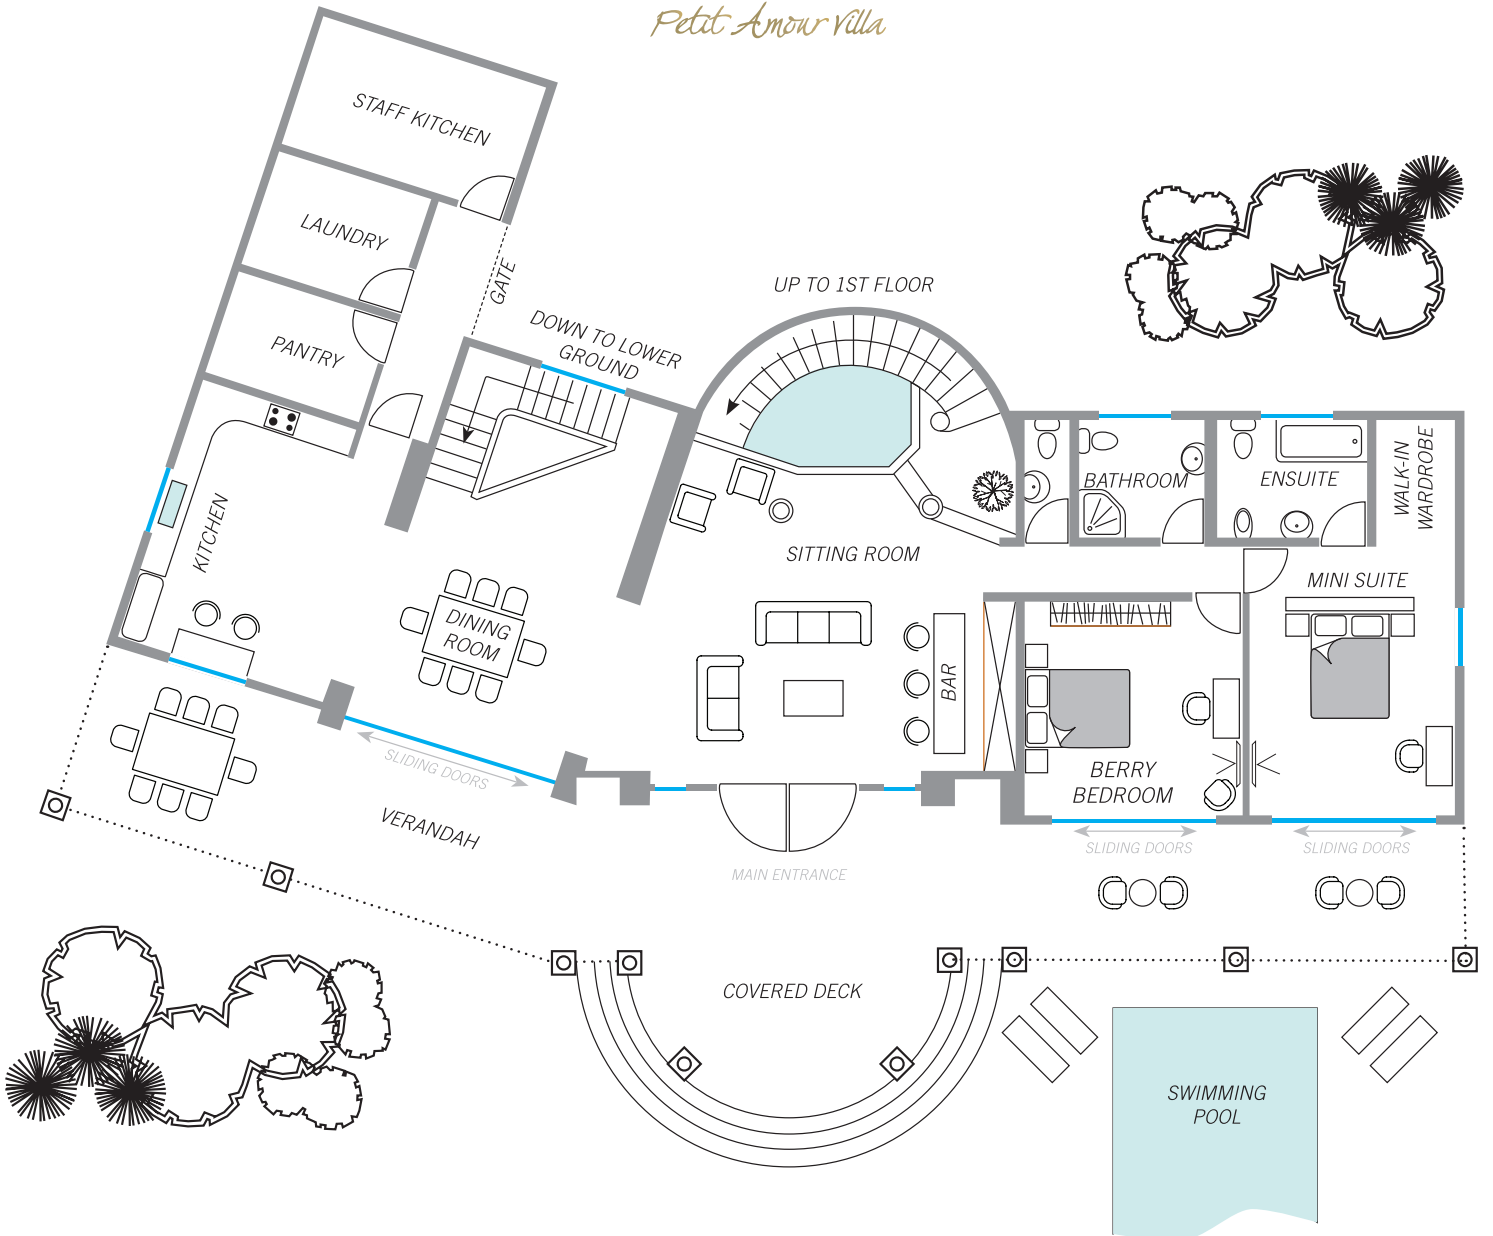 Petit Amour Villa
STAFF KITCHEN
LAUNDRY
GATE
PANTRY
DOWN TO LOWER
GROUND
UP TO 1ST FLOOR
KITCHEN
DINING
ROOM
SITTING ROOM
BAR
BATHROOM
ENSUITE
WALK-IN
WARDROBE
MINI SUITE
BERRY
BEDROOM
SLIDING DOORS
SLIDING DOORS
SLIDING DOORS
VERANDAH
MAIN ENTRANCE
COVERED DECK
SWIMMING
POOL